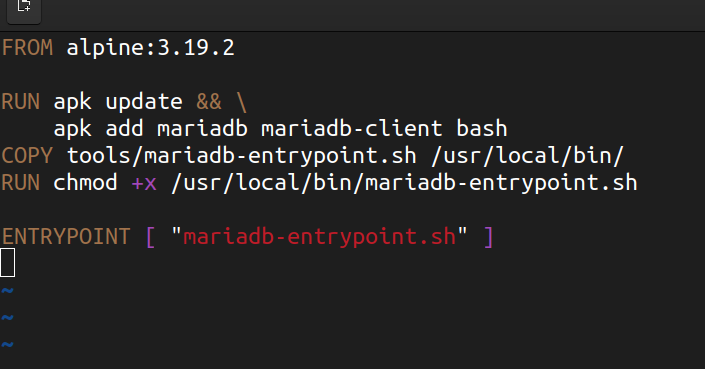 FROM alpine:3.19.2
RUN apk update && \
apk add mariadb mariadb-client bash
COPY tools/mariadb-entrypoint.sh /usr/local/bin/
RUN chmod +x /usr/local/bin/mariadb-entrypoint.sh
ENTRYPOINT [ "mariadb-entrypoint.sh" ]
~
~
~